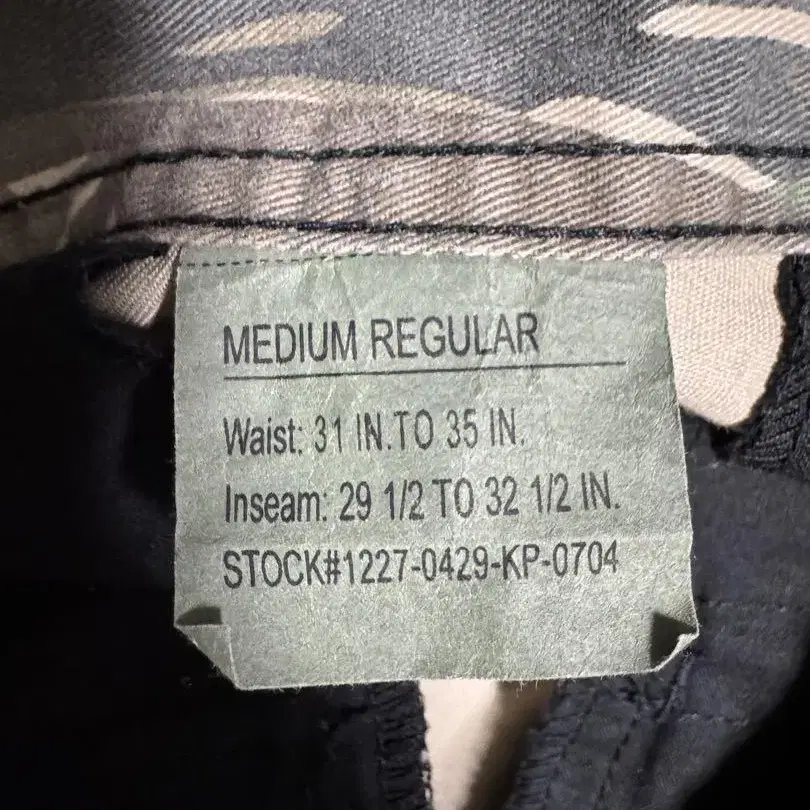 MEDIUM REGULAR
Waist: 31 IN.TO 35 IN.
Inseam: 29 1/2 TO 32 1/2 IN.
STOCK#1227-0429-KP-0704